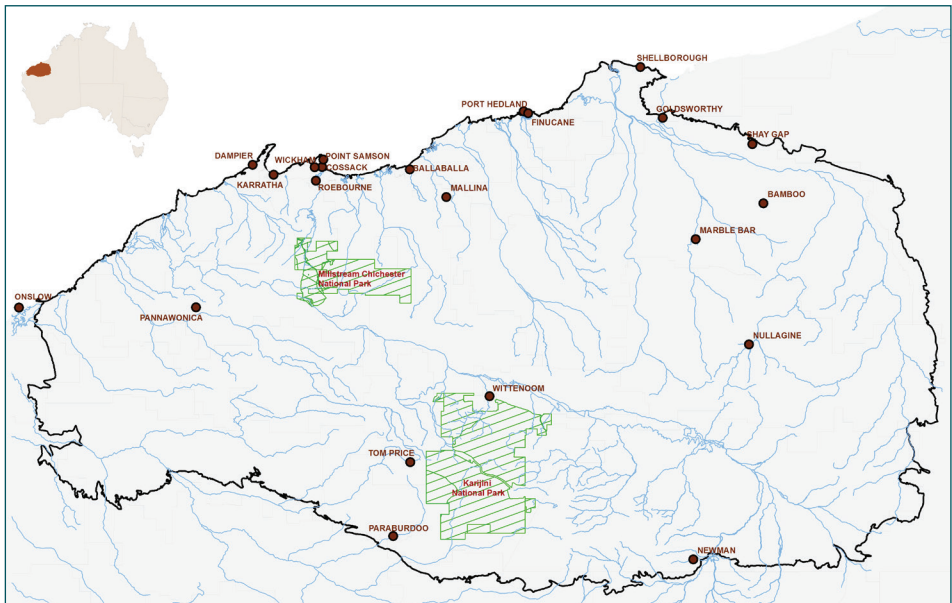 SHELLBOROUGH
PORT HEDLAND
FINUCANE
GOLDSWORTHY
SHAY GAP
DAMPIER
WICKHAM
POINT SAMSON
COSSACK
KARRATHA
ROEBOURNE
BALLABALLA
MALLINA
BAMBOO
MARBLE BAR
Millstream Chichester
National Park
ONSLOW
PANNAWONICA
NULLAGINE
WITTENOOM
TOM PRICE
Karijini
National Park
PARABURDOO
NEWMAN